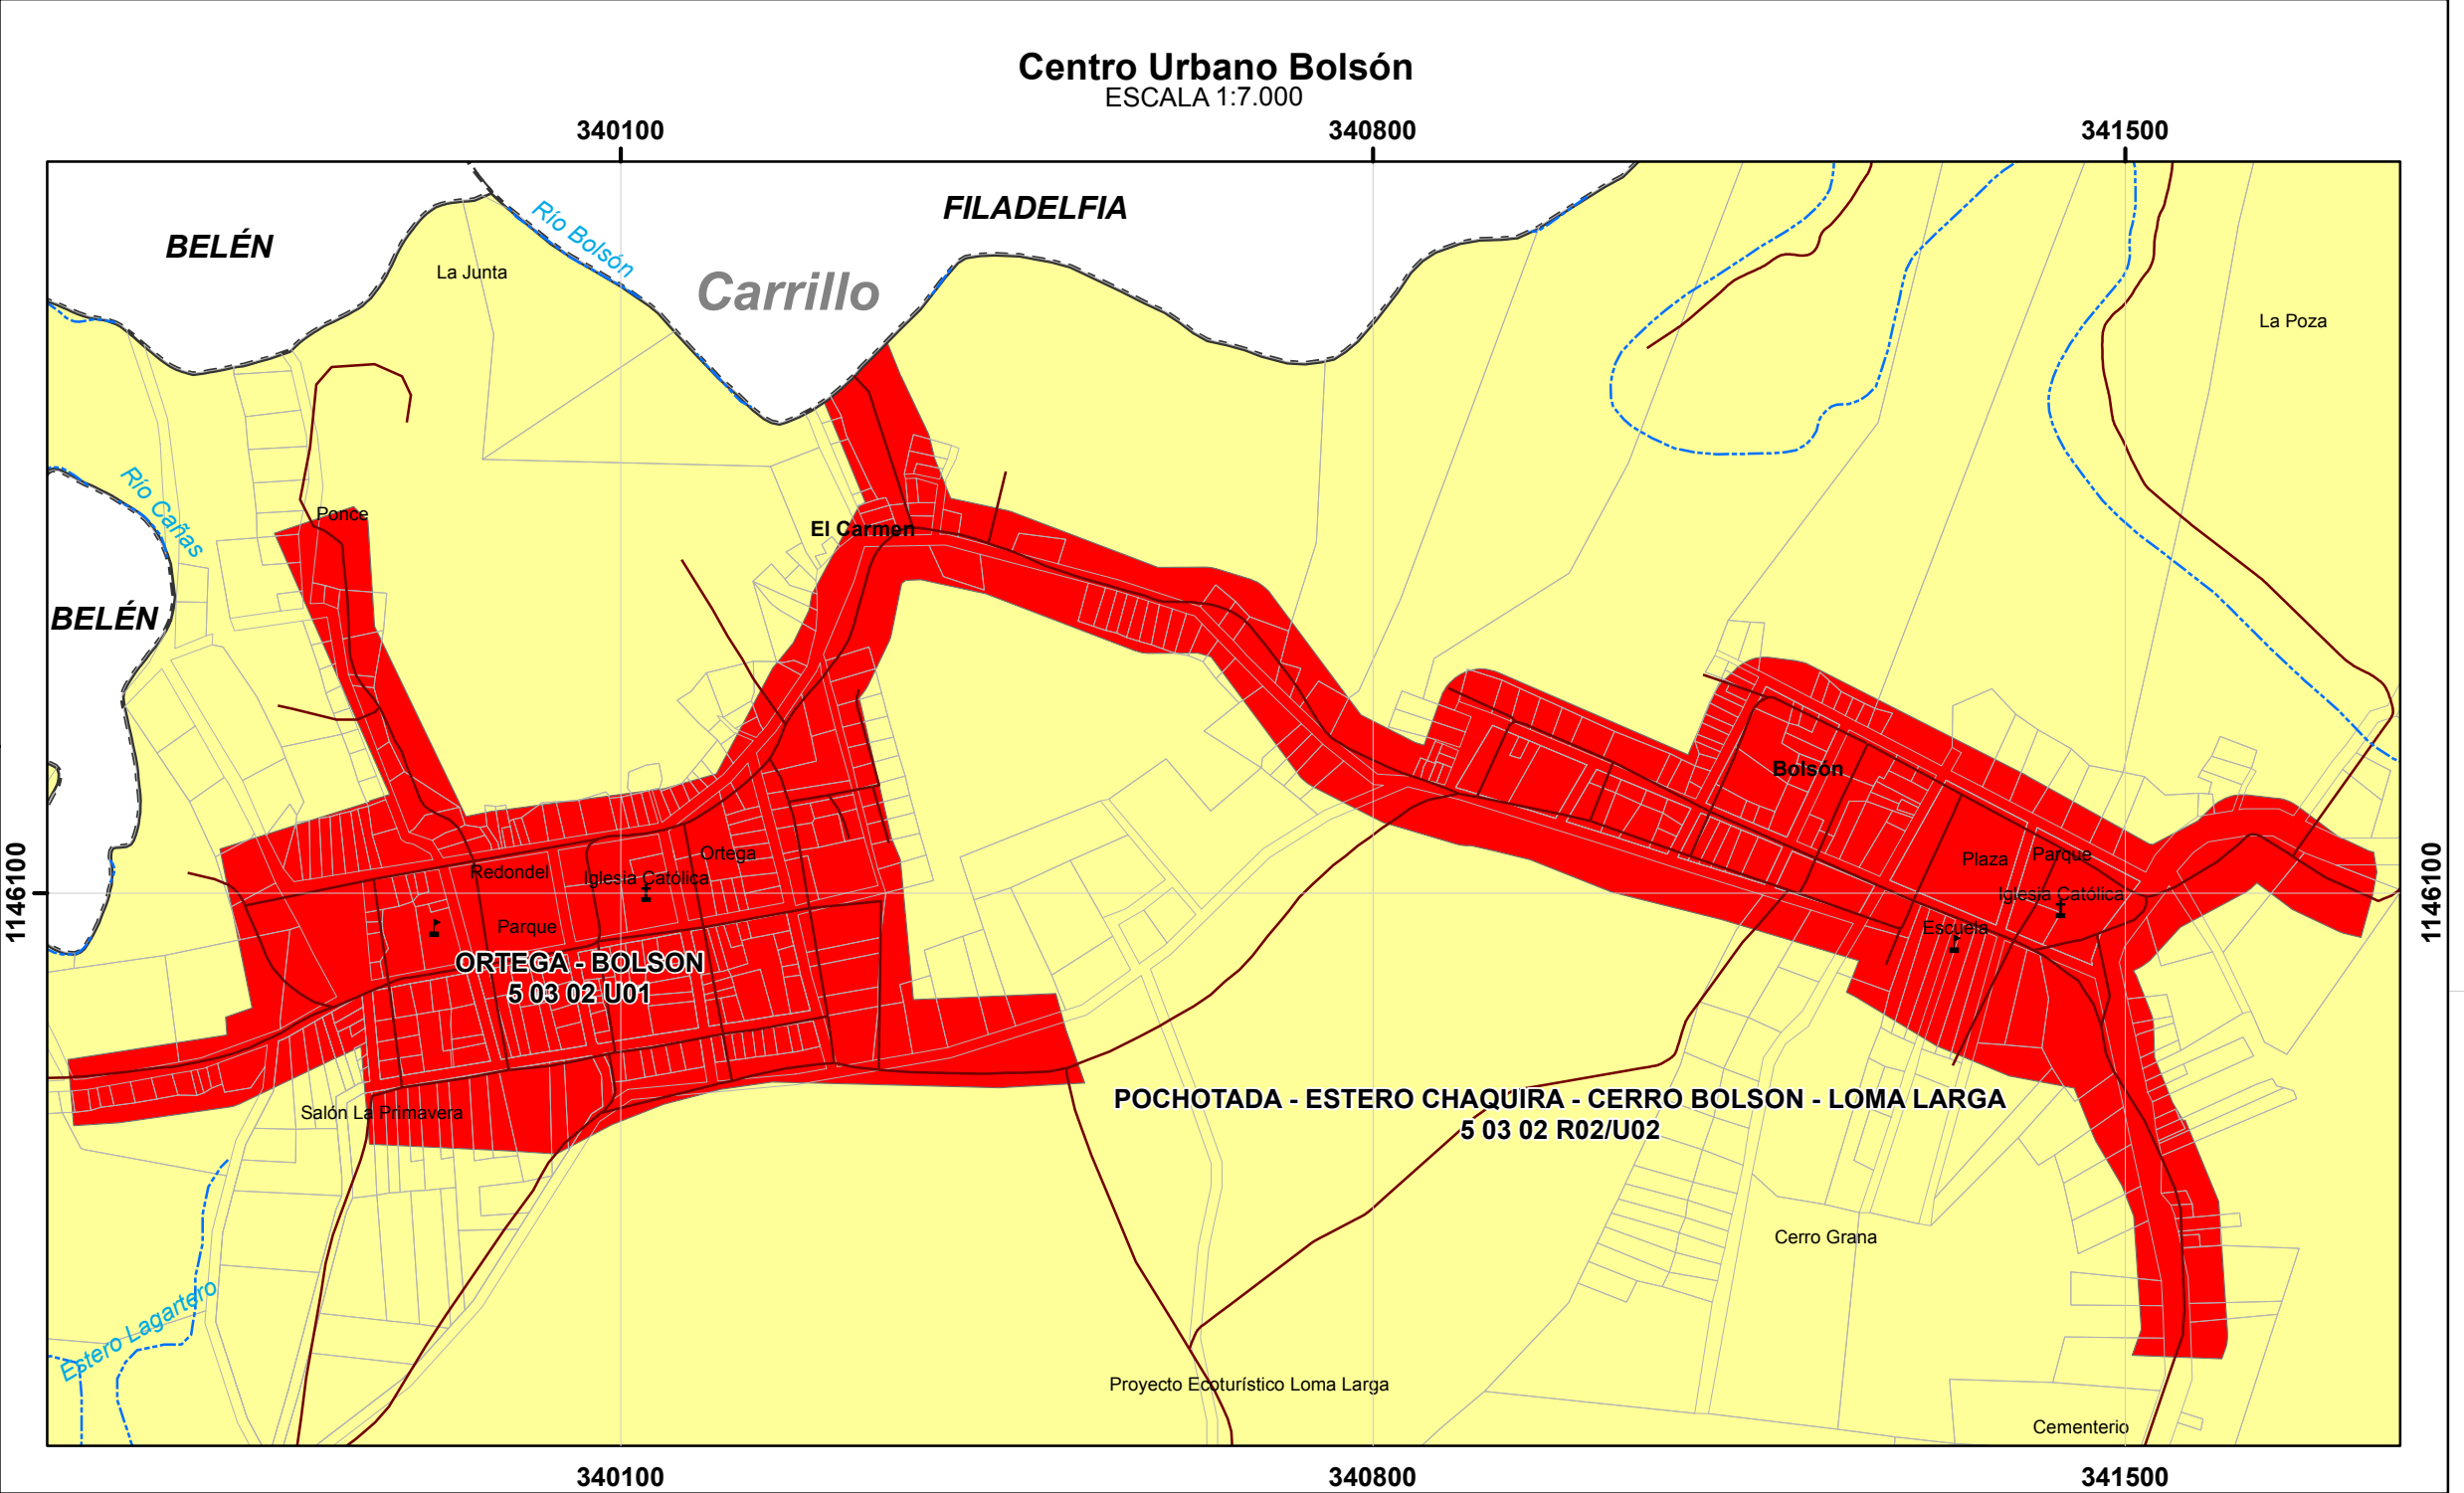 Centro Urbano Bolsón
ESCALA 1:7.000
340100
340800
341500
FILADELFIA
Río Bolsón
BELÉN
La Junta
Carrillo
La Poza
Río Cañas
Ponce
El Carmen
BELÉN
Bolsón
1146100
Ortega
Redondel
Iglesia Católica
Plaza
Parque
1146100
Iglesia Católica
Parque
Escuela
ORTEGA - BOLSON
5 03 02 U01
POCHOTADA - ESTERO CHAQUIRA - CERRO BOLSON - LOMA LARGA
5 03 02 R02/U02
Salón La Primavera
Cerro Grana
Estero Lagartero
Proyecto Ecoturístico Loma Larga
Cementerio
340100
340800
341500